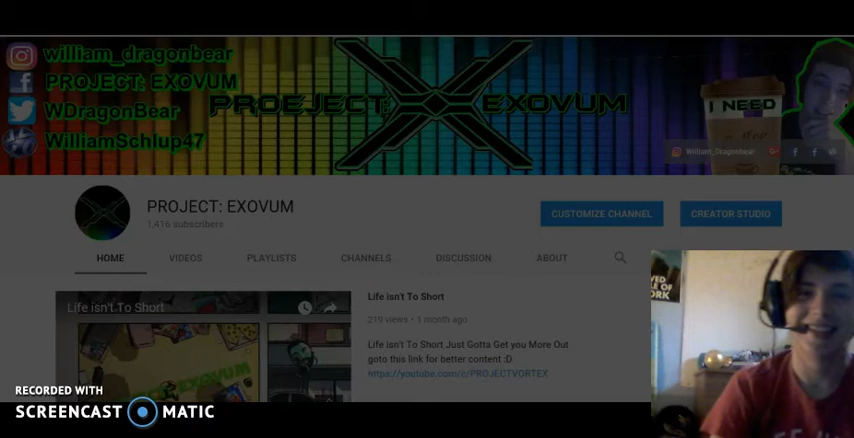 william_dragonbear
PROJECT: EXOVUM
WDragonBear
WilliamSchlup47
PROEJECT: EXOVUM
I NEED
William_Dragonbear
PROJECT: EXOVUM
1,416 subscribers
CUSTOMIZE CHANNEL
CREATOR STUDIO
HOME VIDEOS PLAYLISTS CHANNELS DISCUSSION ABOUT
Life isn't To Short
Life isn't To Short
219 views • 1 month ago
Life isn't To Short Just Gotta Get you More Out
goto this link for better content ;D
https://youtube.com/c/PROJECTVORTEX
PROJECT EXOVUM
RECORDED WITH
SCREENCAST MATIC